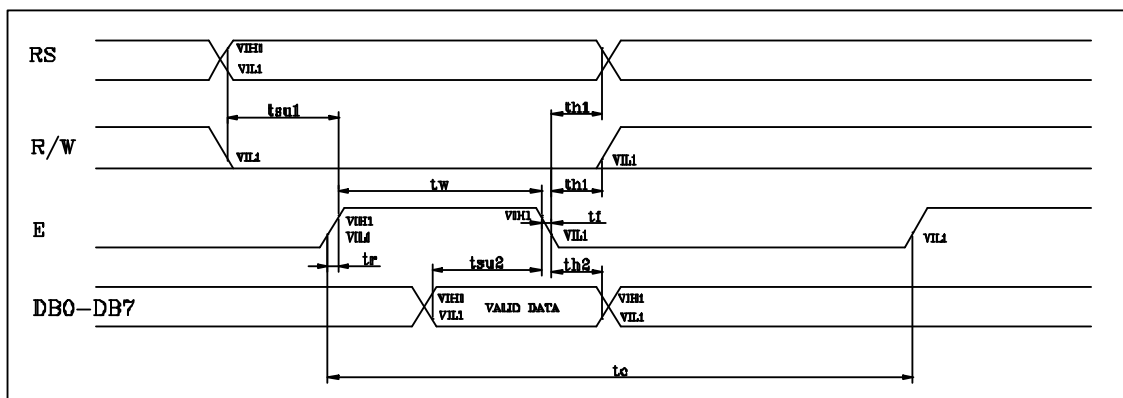 RS
VIH1
VIL1
tsu1
th1
R/W
VIL1
VIL1
tw
th1
E
VIH1
VIL1
VIH1
tf
VIL1
VIL1
tr
tsu2
th2
DB0-DB7
VIH1
VIL1
VALID DATA
VIH1
VIL1
tc